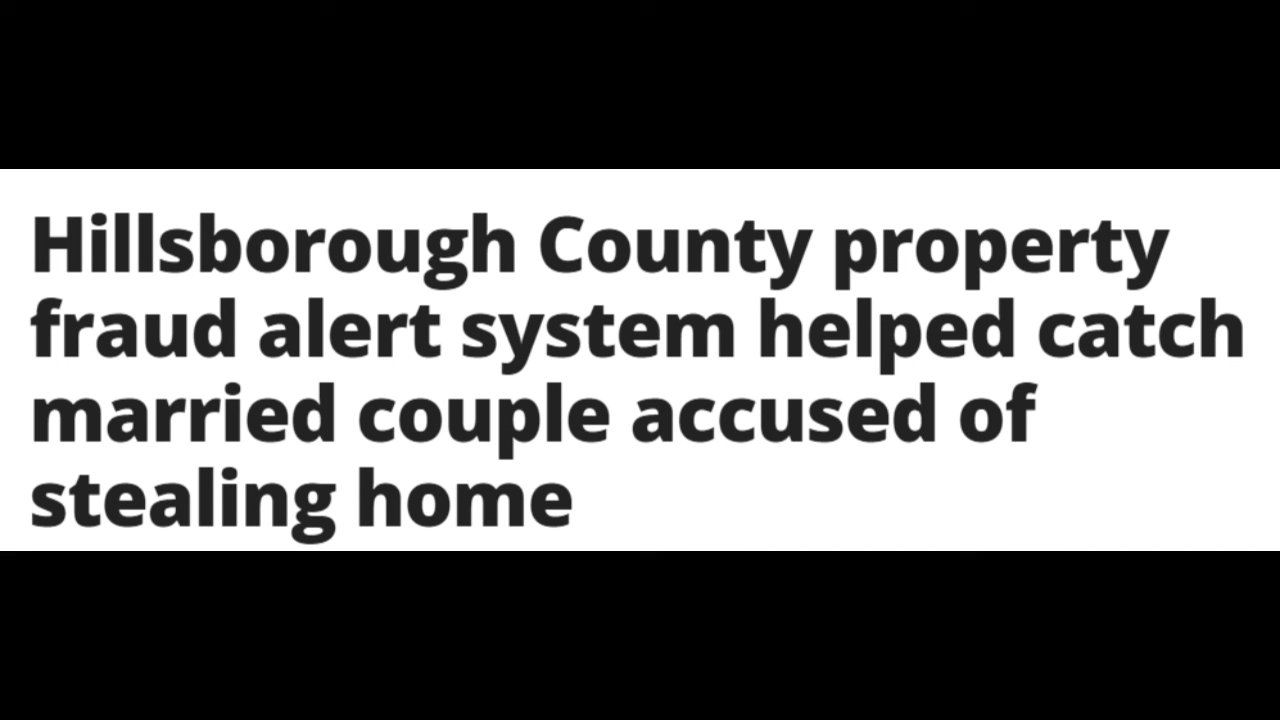 Hillsborough County property
fraud alert system helped catch
married couple accused of
stealing home